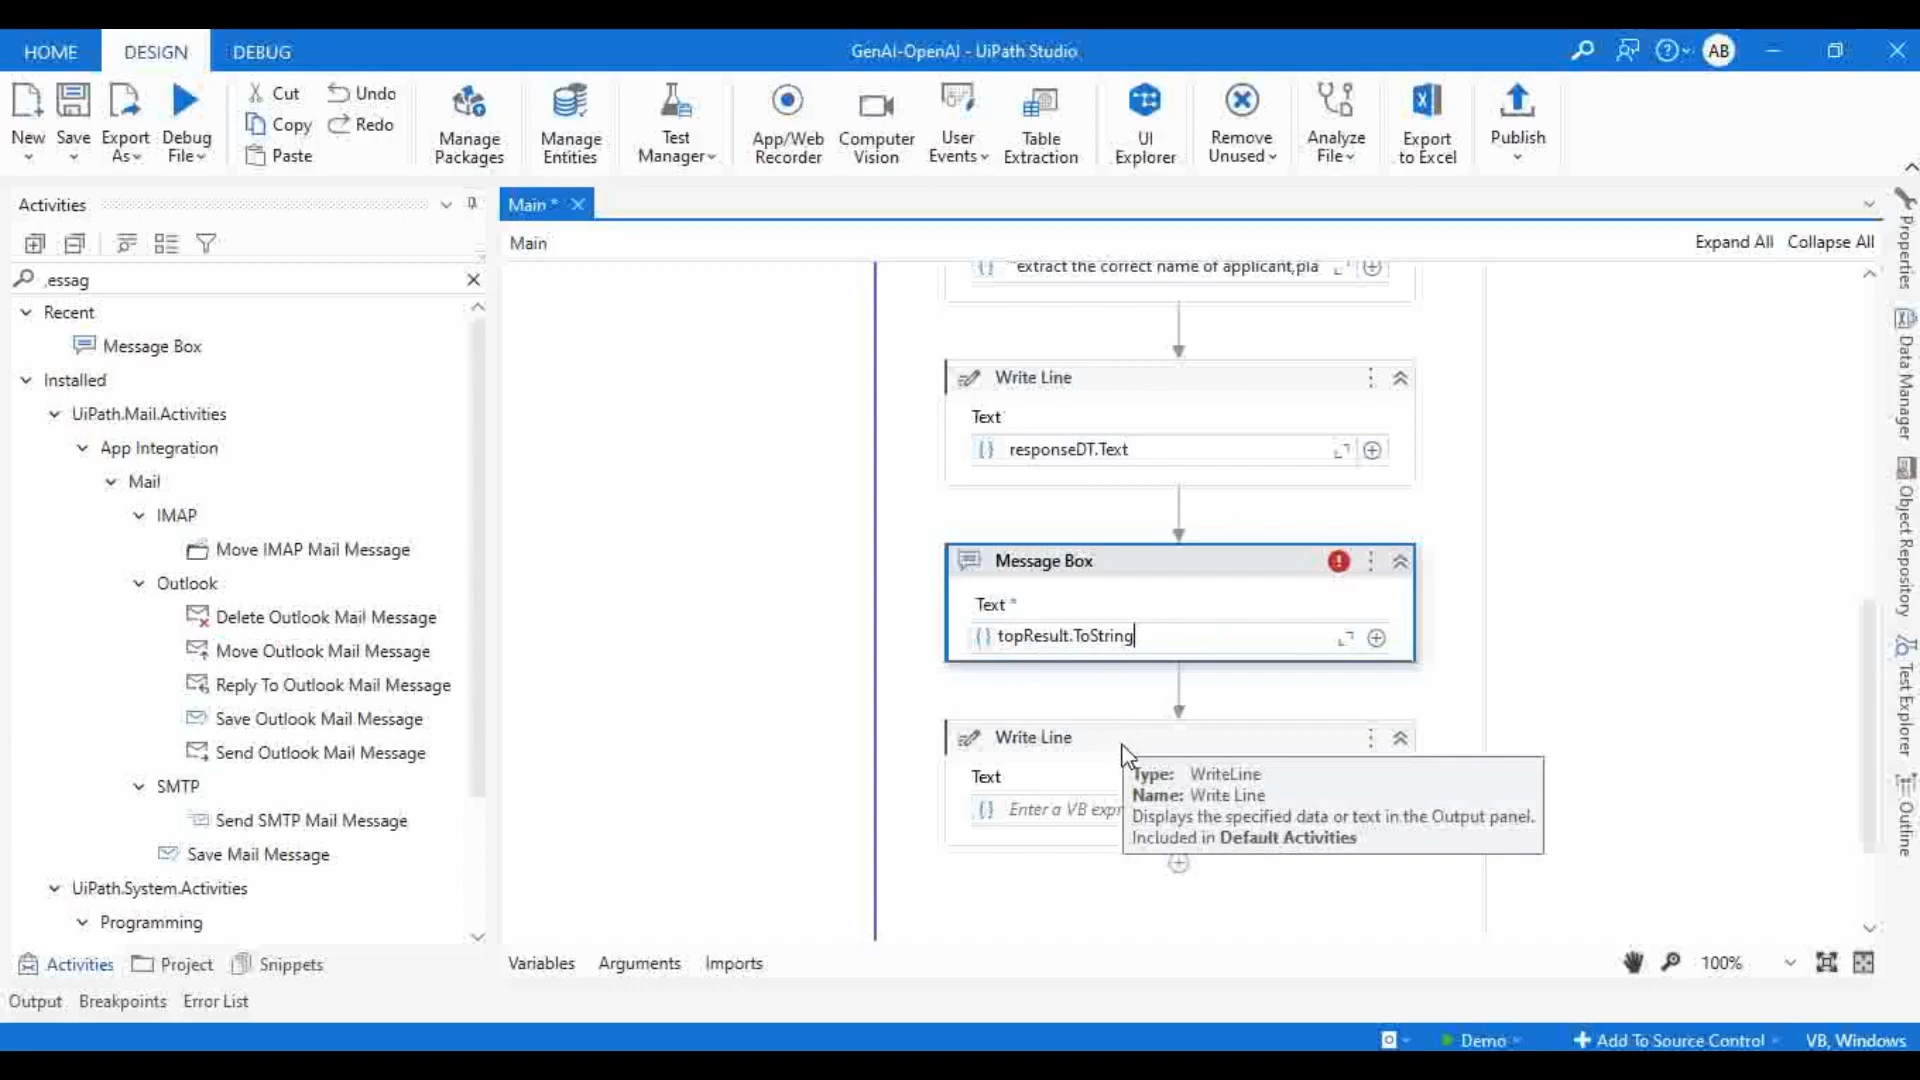 HOME DESIGN DEBUG GenAI-OpenAI - UiPath Studio AB
New Save Export As Debug File Cut Copy Paste Undo Redo Manage Packages Manage Entities Test Manager App/Web Recorder Computer Vision User Events Table Extraction UI Explorer Remove Unused Analyze File Export to Excel Publish
Activities
Main *
Main
Expand All Collapse All
,essag
Recent
Message Box
Installed
UiPath.Mail.Activities
App Integration
Mail
IMAP
Move IMAP Mail Message
Outlook
Delete Outlook Mail Message
Move Outlook Mail Message
Reply To Outlook Mail Message
Save Outlook Mail Message
Send Outlook Mail Message
SMTP
Send SMTP Mail Message
Save Mail Message
UiPath.System.Activities
Programming
"extract the correct name of applicant,pla
Write Line
Text
responseDT.Text
Message Box
Text *
topResult.ToString
Write Line
Text
Enter a VB expr
Type: WriteLine
Name: Write Line
Displays the specified data or text in the Output panel.
Included in Default Activities
Properties
Data Manager
Object Repository
Test Explorer
Outline
Activities Project Snippets
Variables Arguments Imports
100%
Output Breakpoints Error List
Demo Add To Source Control VB, Windows